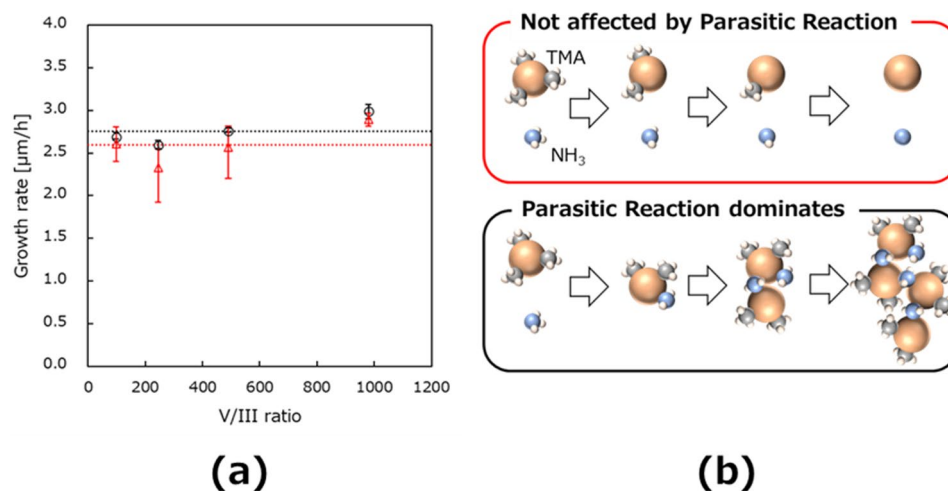 4.0
3.5
3.0
2.5
2.0
1.5
1.0
0.5
0.0
Growth rate [μm/h]
0 200 400 600 800 1000 1200
V/III ratio
(a)
Not affected by Parasitic Reaction
TMA
NH₃
Parasitic Reaction dominates
(b)